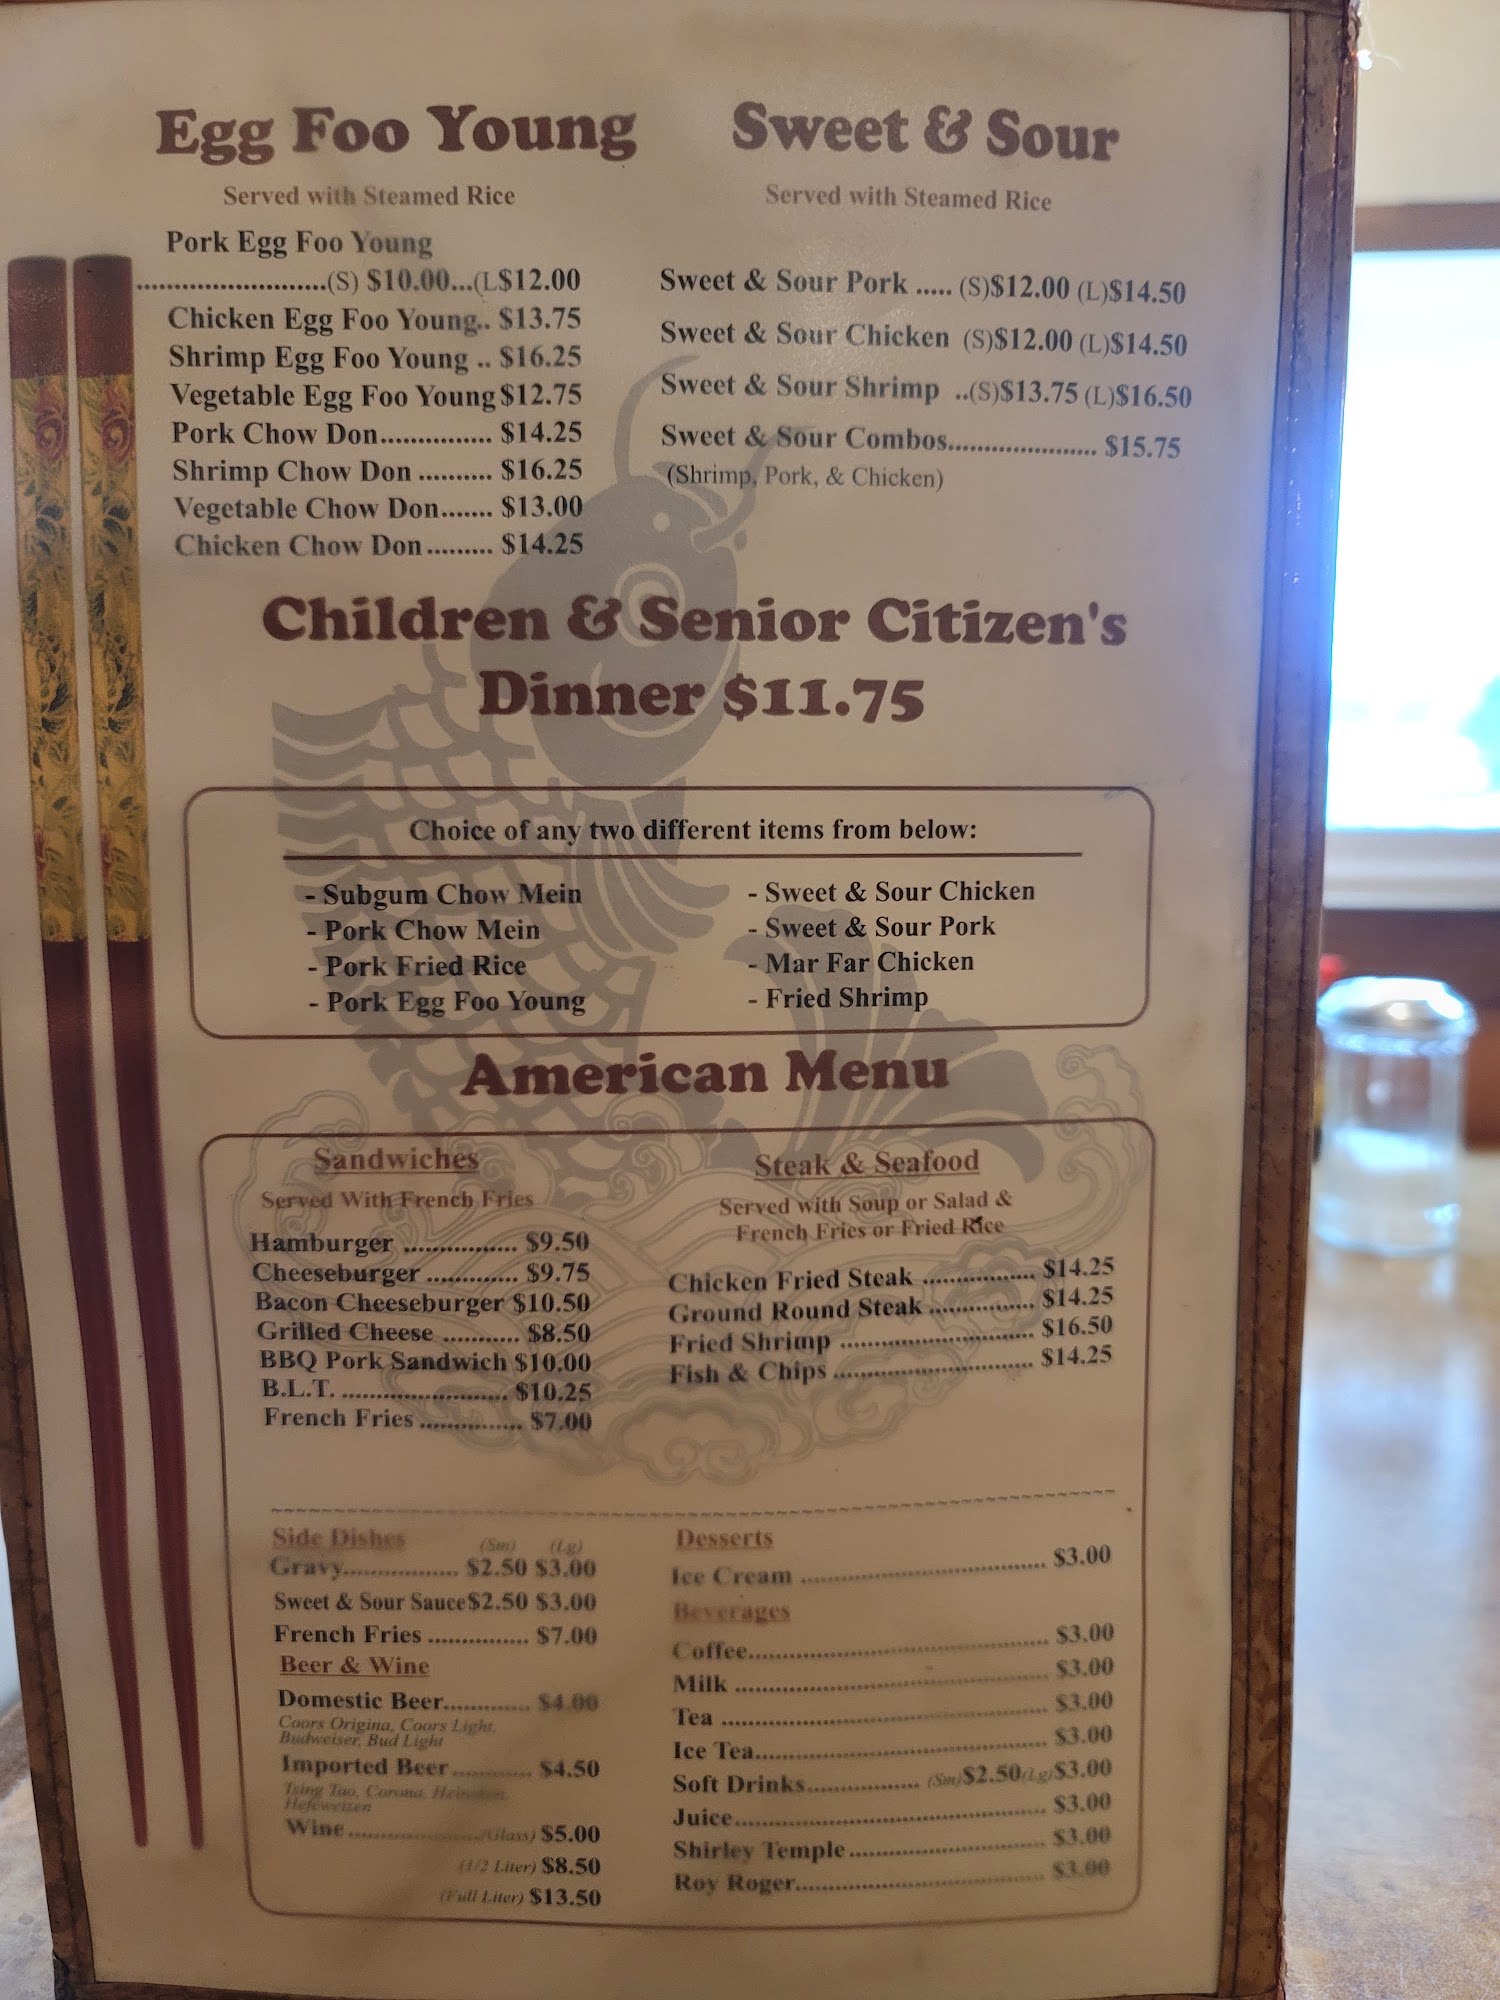 Egg Foo Young
Served with Steamed Rice
Pork Egg Foo Young
..........................(S) $10.00...(L$12.00
Chicken Egg Foo Young.. $13.75
Shrimp Egg Foo Young .. $16.25
Vegetable Egg Foo Young $12.75
Pork Chow Don............... $14.25
Shrimp Chow Don .......... $16.25
Vegetable Chow Don....... $13.00
Chicken Chow Don ......... $14.25
Sweet & Sour
Served with Steamed Rice
Sweet & Sour Pork ..... (S)$12.00 (L)$14.50
Sweet & Sour Chicken (S)$12.00 (L)$14.50
Sweet & Sour Shrimp ..(S)$13.75 (L)$16.50
Sweet & Sour Combos...................... $15.75
(Shrimp, Pork, & Chicken)
Children & Senior Citizen's
Dinner $11.75
Choice of any two different items from below:
- Subgum Chow Mein
- Pork Chow Mein
- Pork Fried Rice
- Pork Egg Foo Young
- Sweet & Sour Chicken
- Sweet & Sour Pork
- Mar Far Chicken
- Fried Shrimp
American Menu
Sandwiches
Served With French Fries
Hamburger ................. $9.50
Cheeseburger .............. $9.75
Bacon Cheeseburger $10.50
Grilled Cheese ........... $8.50
BBQ Pork Sandwich $10.00
B.L.T. ......................... $10.25
French Fries ............... $7.00
Steak & Seafood
Served with Soup or Salad &
French Fries or Fried Rice
Chicken Fried Steak ................. $14.25
Ground Round Steak ................ $14.25
Fried Shrimp ............................. $16.50
Fish & Chips .............................. $14.25
Side Dishes (Sm) (Lg)
Gravy................. $2.50 $3.00
Sweet & Sour Sauce $2.50 $3.00
French Fries ............... $7.00
Beer & Wine
Domestic Beer............. $4.00
Coors Origina, Coors Light,
Budweiser, Bud Light
Imported Beer ............ $4.50
Tsing Tao, Corona, Heineken,
Hefeweizen
Wine ....................(Glass) $5.00
(1/2 Liter) $8.50
(Full Liter) $13.50
Desserts
Ice Cream .................................... $3.00
Beverages
Coffee............................................ $3.00
Milk .............................................. $3.00
Tea ................................................ $3.00
Ice Tea........................................... $3.00
Soft Drinks................ (Sm)$2.50(Lg)$3.00
Juice.............................................. $3.00
Shirley Temple............................. $3.00
Roy Roger..................................... $3.00